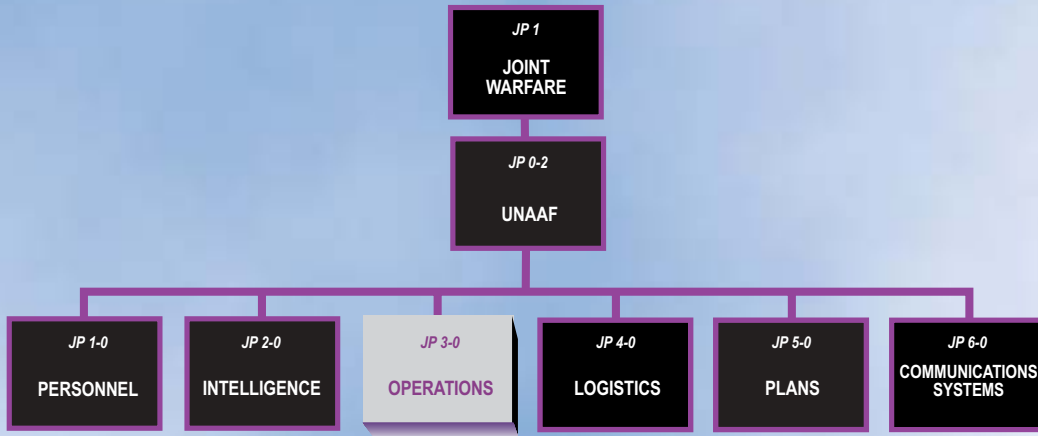 JP 1
JOINT
WARFARE
JP 0-2
UNAAF
JP 1-0
PERSONNEL
JP 2-0
INTELLIGENCE
JP 3-0
OPERATIONS
JP 4-0
LOGISTICS
JP 5-0
PLANS
JP 6-0
COMMUNICATIONS
SYSTEMS